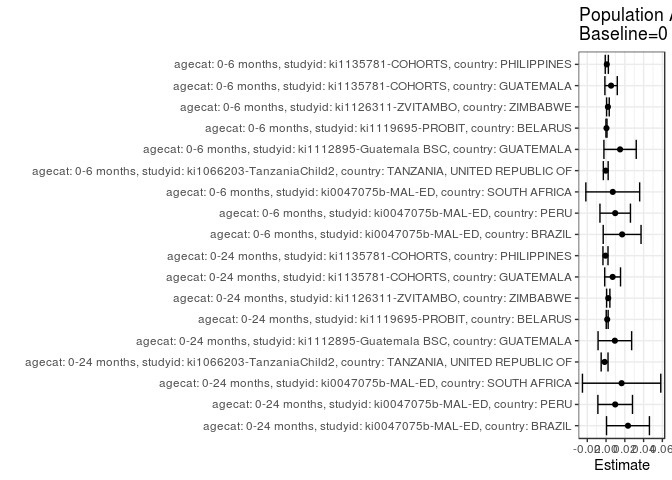 Population A
Baseline=0
agecat: 0-6 months, studyid: ki1135781-COHORTS, country: PHILIPPINES
agecat: 0-6 months, studyid: ki1135781-COHORTS, country: GUATEMALA
agecat: 0-6 months, studyid: ki1126311-ZVITAMBO, country: ZIMBABWE
agecat: 0-6 months, studyid: ki1119695-PROBIT, country: BELARUS
agecat: 0-6 months, studyid: ki1112895-Guatemala BSC, country: GUATEMALA
agecat: 0-6 months, studyid: ki1066203-TanzaniaChild2, country: TANZANIA, UNITED REPUBLIC OF
agecat: 0-6 months, studyid: ki0047075b-MAL-ED, country: SOUTH AFRICA
agecat: 0-6 months, studyid: ki0047075b-MAL-ED, country: PERU
agecat: 0-6 months, studyid: ki0047075b-MAL-ED, country: BRAZIL
agecat: 0-24 months, studyid: ki1135781-COHORTS, country: PHILIPPINES
agecat: 0-24 months, studyid: ki1135781-COHORTS, country: GUATEMALA
agecat: 0-24 months, studyid: ki1126311-ZVITAMBO, country: ZIMBABWE
agecat: 0-24 months, studyid: ki1119695-PROBIT, country: BELARUS
agecat: 0-24 months, studyid: ki1112895-Guatemala BSC, country: GUATEMALA
agecat: 0-24 months, studyid: ki1066203-TanzaniaChild2, country: TANZANIA, UNITED REPUBLIC OF
agecat: 0-24 months, studyid: ki0047075b-MAL-ED, country: SOUTH AFRICA
agecat: 0-24 months, studyid: ki0047075b-MAL-ED, country: PERU
agecat: 0-24 months, studyid: ki0047075b-MAL-ED, country: BRAZIL
-0.02 0.00 0.02 0.04 0.06
Estimate